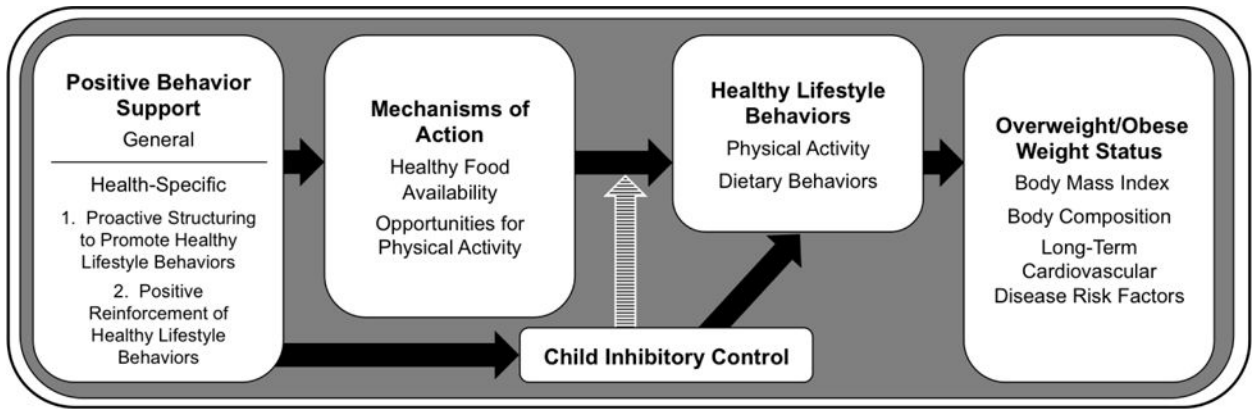 Positive Behavior
Support
General
Health-Specific
1. Proactive Structuring
to Promote Healthy
Lifestyle Behaviors
2. Positive
Reinforcement of
Healthy Lifestyle
Behaviors
Mechanisms of
Action
Healthy Food
Availability
Opportunities for
Physical Activity
Healthy Lifestyle
Behaviors
Physical Activity
Dietary Behaviors
Child Inhibitory Control
Overweight/Obese
Weight Status
Body Mass Index
Body Composition
Long-Term
Cardiovascular
Disease Risk Factors